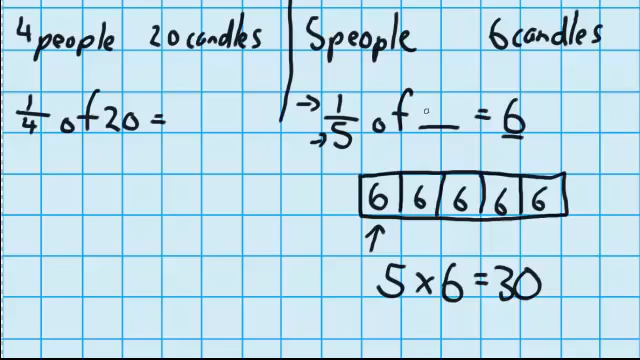 4 people 20 candles
1/4 of 20 =
5 people 6 candles
→ 1/5 of __ = 6
6 6 6 6 6
5 × 6 = 30